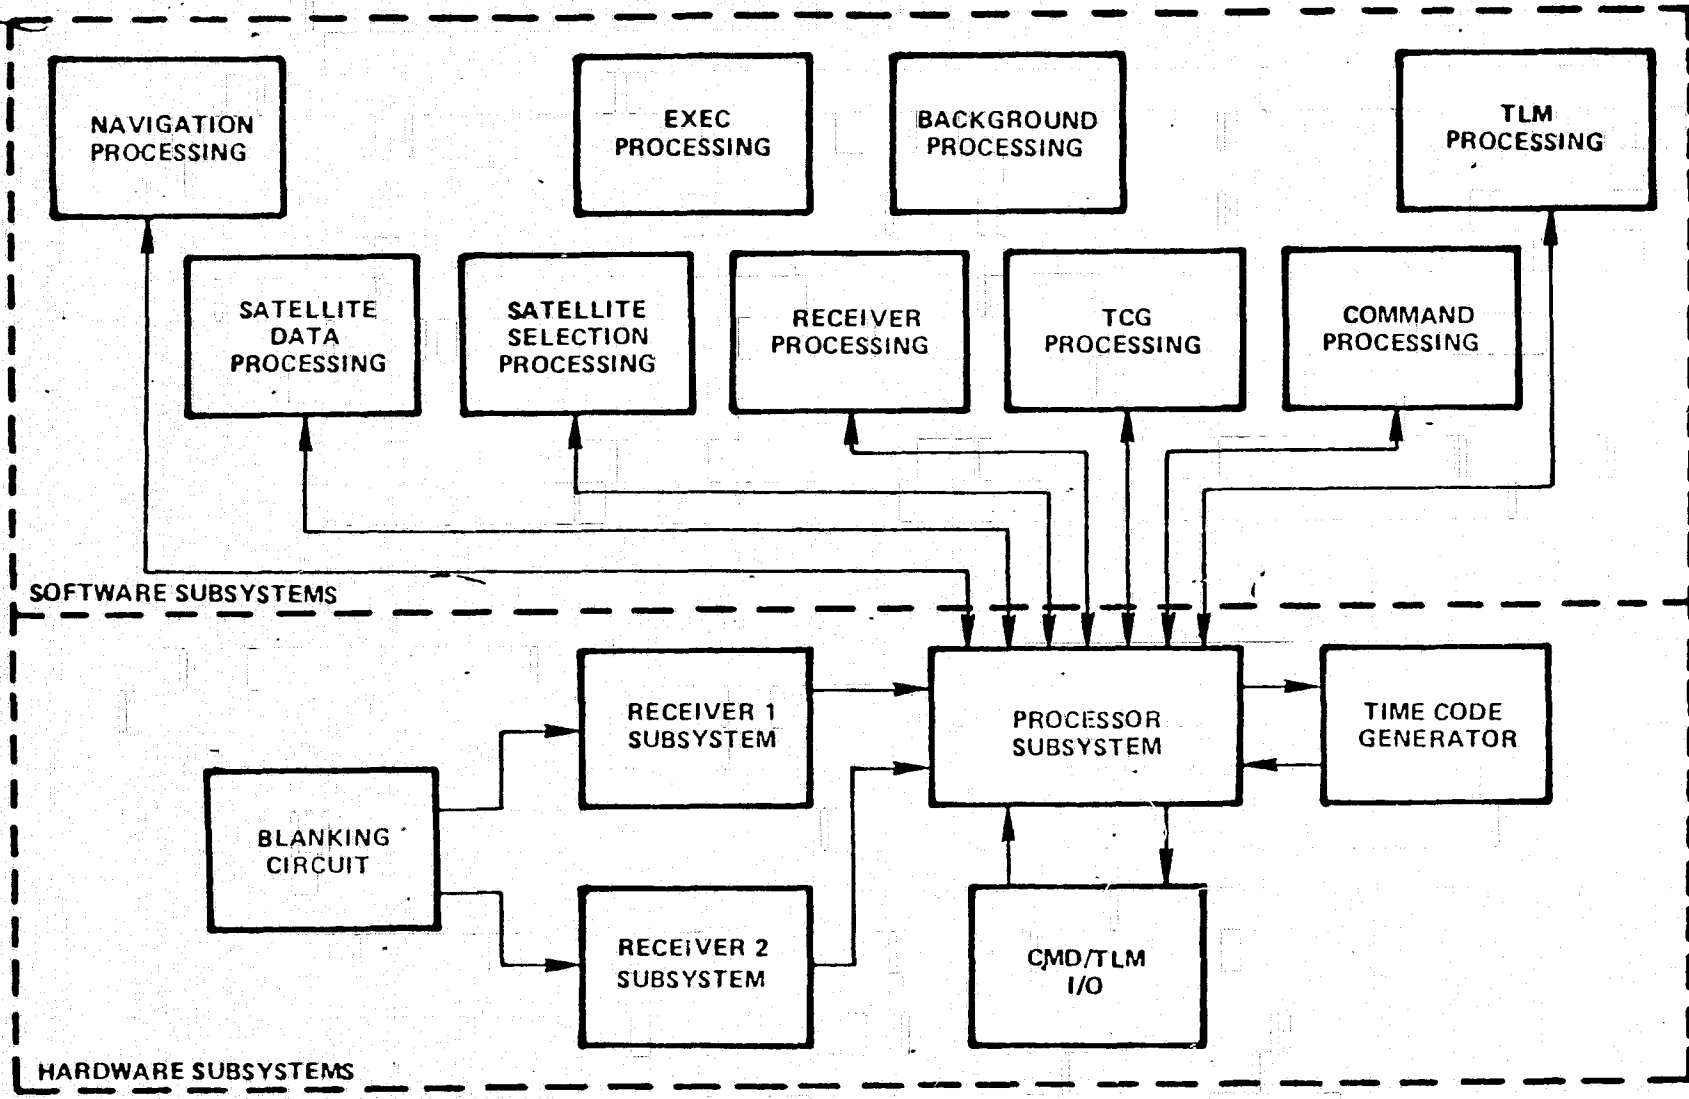 NAVIGATION
PROCESSING
EXEC
PROCESSING
BACKGROUND
PROCESSING
TLM
PROCESSING
SATELLITE
DATA
PROCESSING
SATELLITE
SELECTION
PROCESSING
RECEIVER
PROCESSING
TCG
PROCESSING
COMMAND
PROCESSING
SOFTWARE SUBSYSTEMS
RECEIVER 1
SUBSYSTEM
PROCESSOR
SUBSYSTEM
TIME CODE
GENERATOR
BLANKING
CIRCUIT
RECEIVER 2
SUBSYSTEM
CMD/TLM
I/O
HARDWARE SUBSYSTEMS